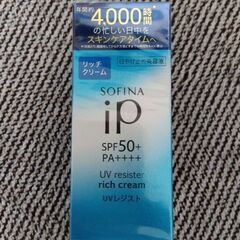 年間約4,000時間
の忙しい日中を
スキンケアタイムへ
リッチ
クリーム
日やけ止め美容液
SOFINA
iP
SPF50+
PA++++
UV resister
rich cream
UVレジスト